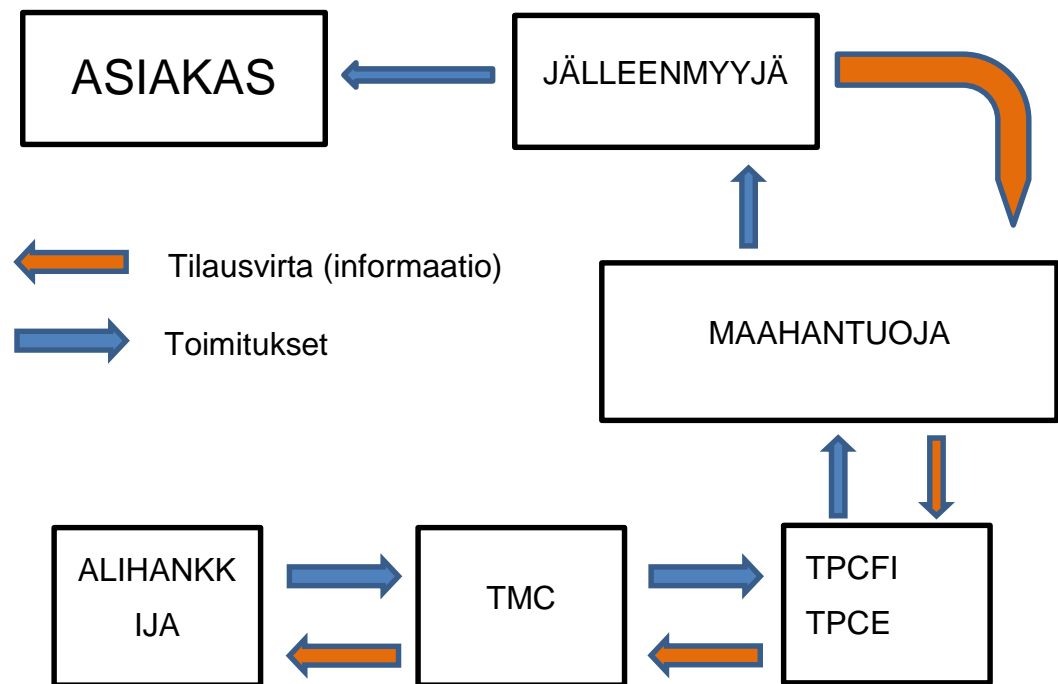 ASIAKAS
JÄLLEENMYYJÄ
Tilausvirta (informaatio)
Toimitukset
MAAHANTUOJA
ALIHANKK
IJA
TMC
TPCFI
TPCE